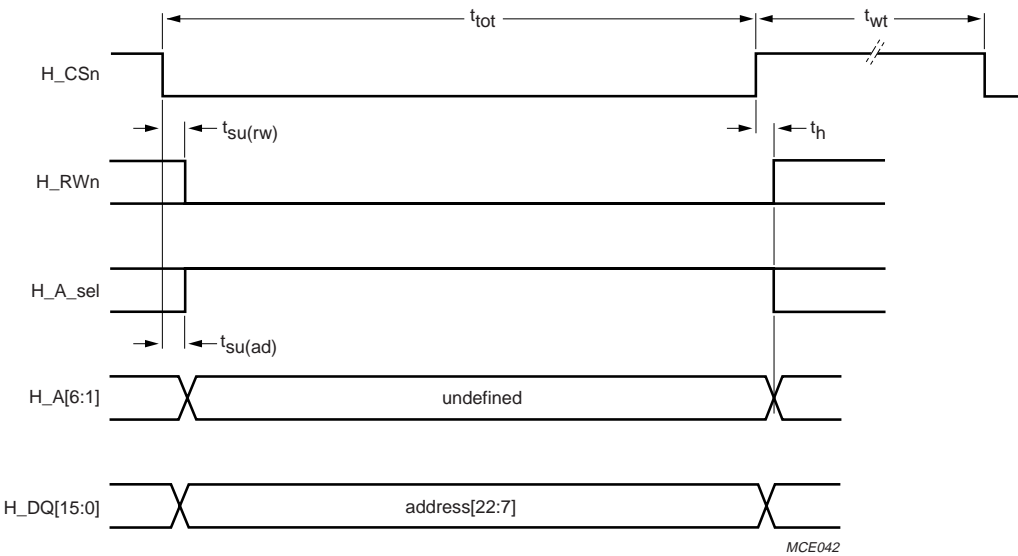 t_tot
t_wt
H_CSn
t_su(rw)
t_h
H_RWn
H_A_sel
t_su(ad)
H_A[6:1]
undefined
H_DQ[15:0]
address[22:7]
MCE042